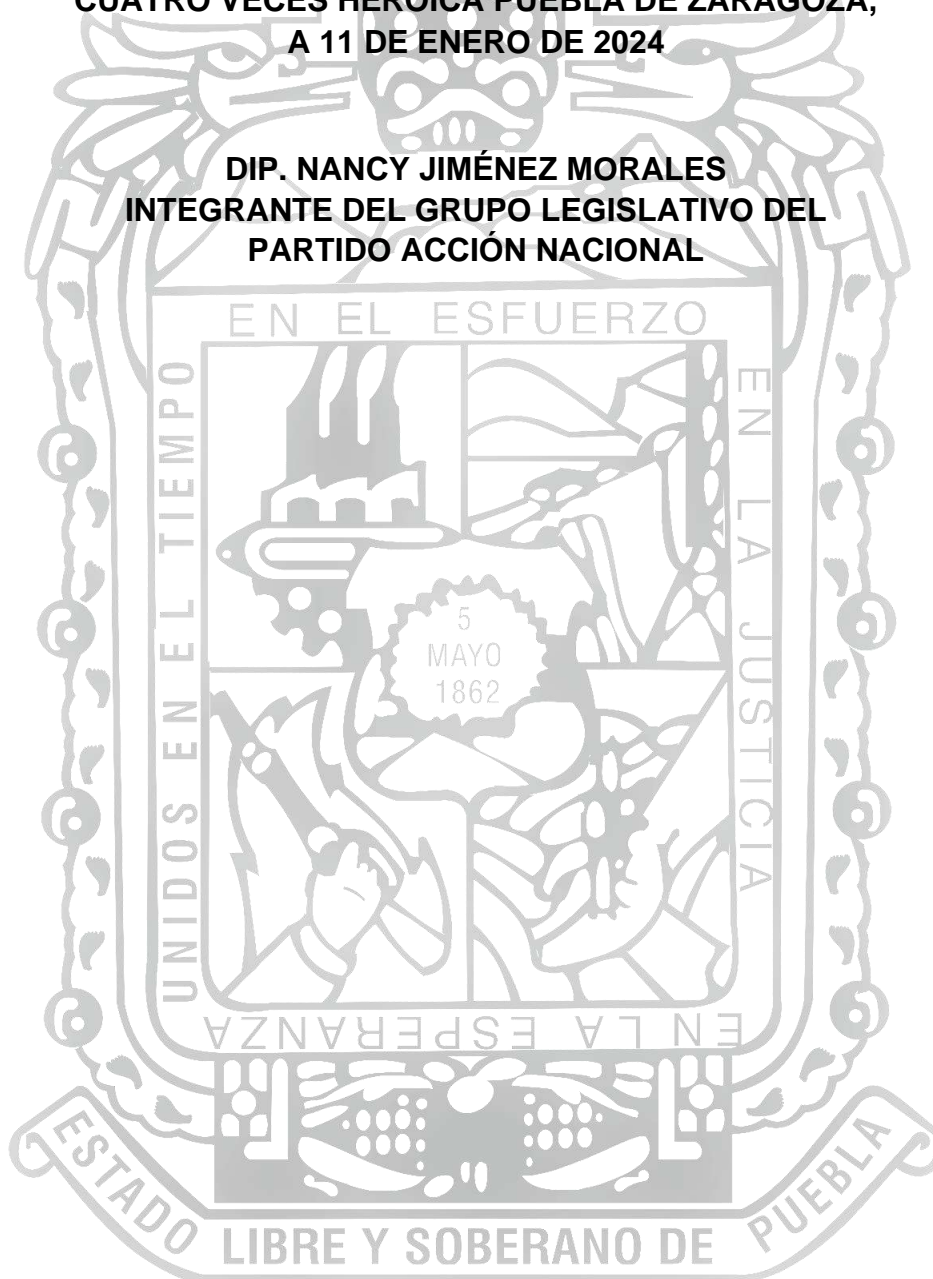 CUATRO VECES HEROICA PUEBLA DE ZARAGOZA,
A 11 DE ENERO DE 2024
DIP. NANCY JIMÉNEZ MORALES
INTEGRANTE DEL GRUPO LEGISLATIVO DEL
PARTIDO ACCIÓN NACIONAL
UNIDOS EN EL TIEMPO
EN EL ESFUERZO
EN LA JUSTICIA
EN LA ESPERANZA
5
MAYO
1862
ESTADO LIBRE Y SOBERANO DE PUEBLA